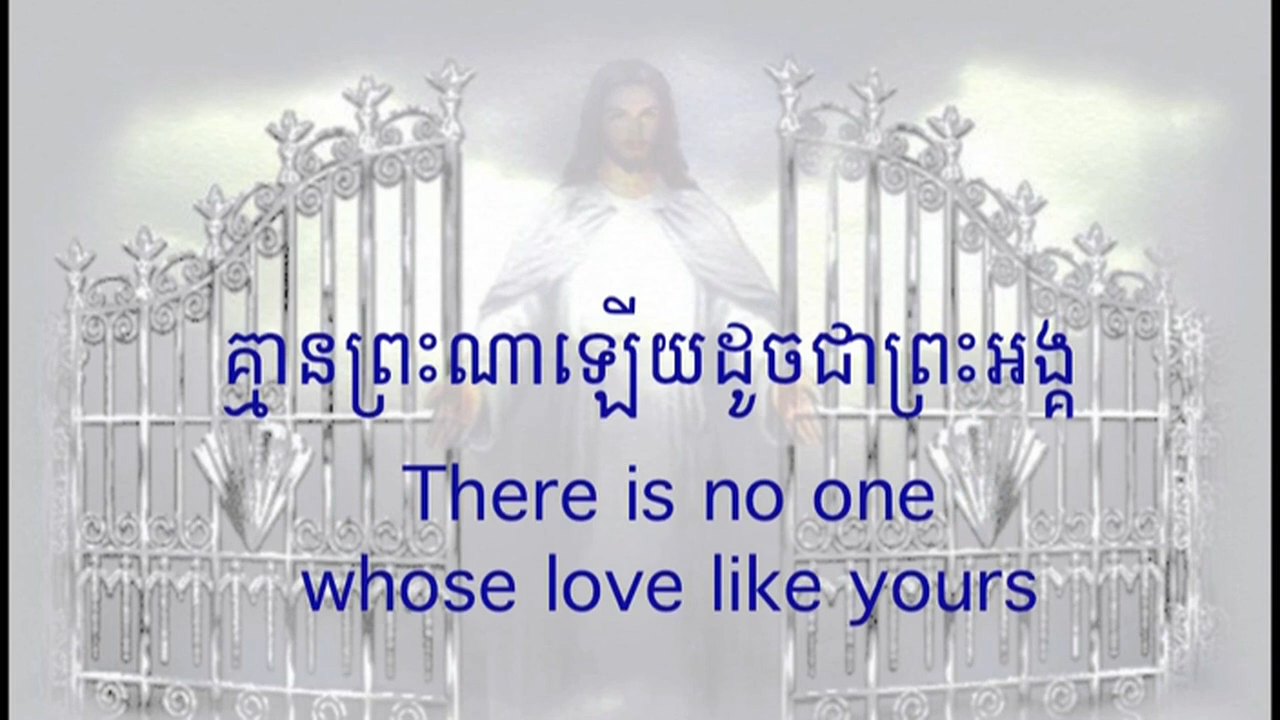 គ្មានព្រះណាឡើយដូចជាព្រះអង្គ
There is no one
whose love like yours